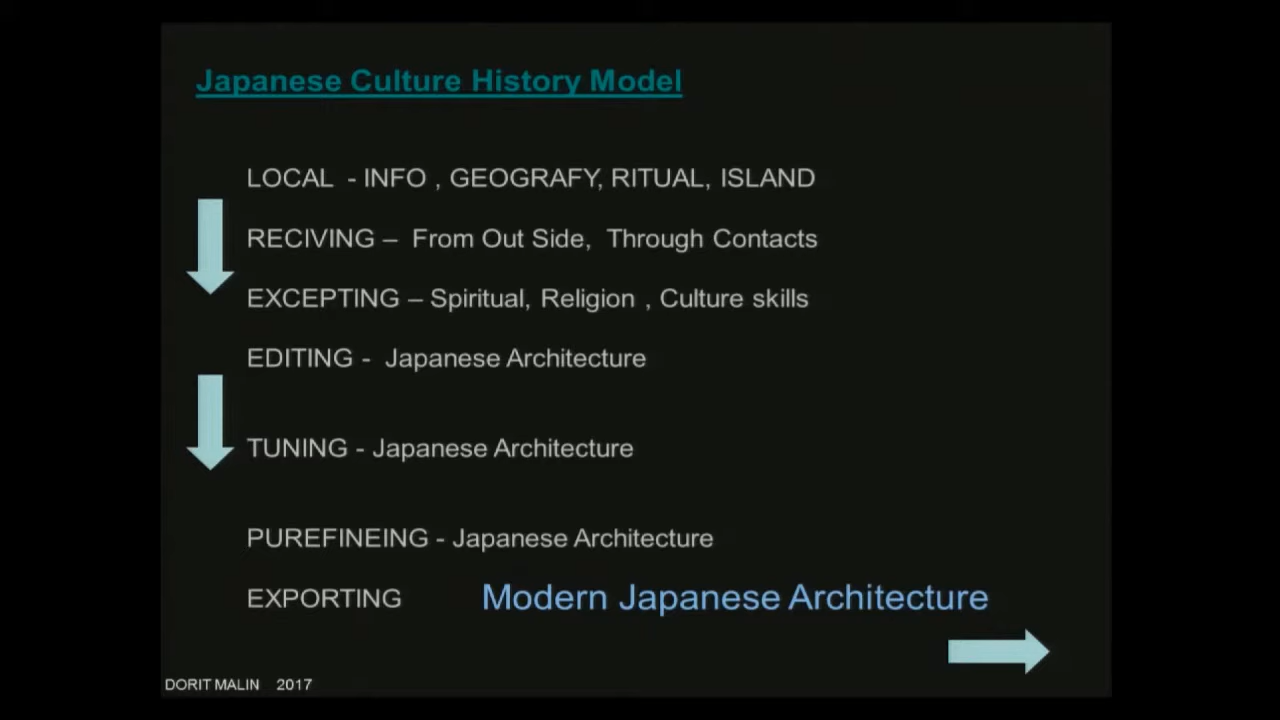 Japanese Culture History Model
LOCAL - INFO , GEOGRAFY, RITUAL, ISLAND
RECIVING – From Out Side, Through Contacts
EXCEPTING – Spiritual, Religion , Culture skills
EDITING - Japanese Architecture
TUNING - Japanese Architecture
PUREFINEING - Japanese Architecture
EXPORTING Modern Japanese Architecture
DORIT MALIN 2017